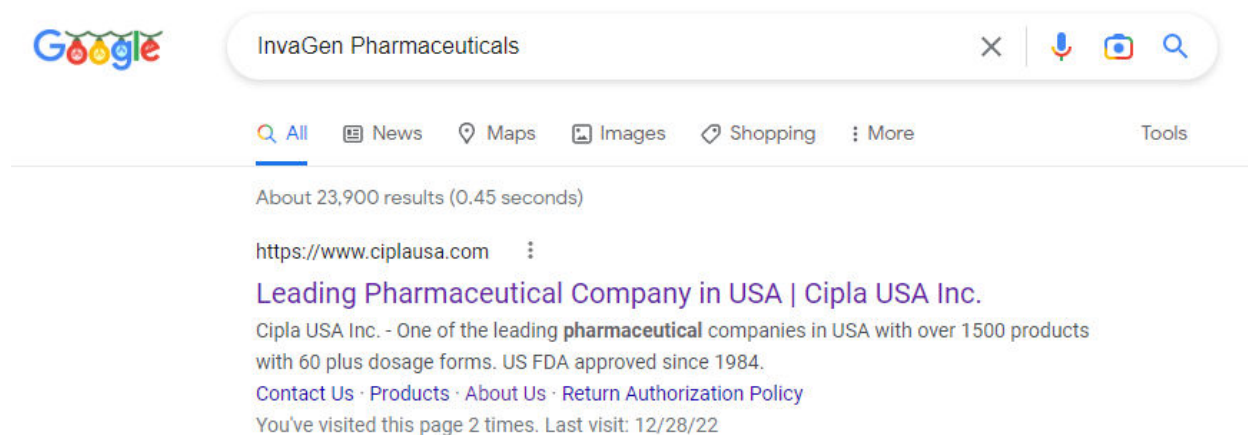 Google
InvaGen Pharmaceuticals
All News Maps Images Shopping More Tools
About 23,900 results (0.45 seconds)
https://www.ciplausa.com
Leading Pharmaceutical Company in USA | Cipla USA Inc.
Cipla USA Inc. - One of the leading pharmaceutical companies in USA with over 1500 products
with 60 plus dosage forms. US FDA approved since 1984.
Contact Us · Products · About Us · Return Authorization Policy
You've visited this page 2 times. Last visit: 12/28/22